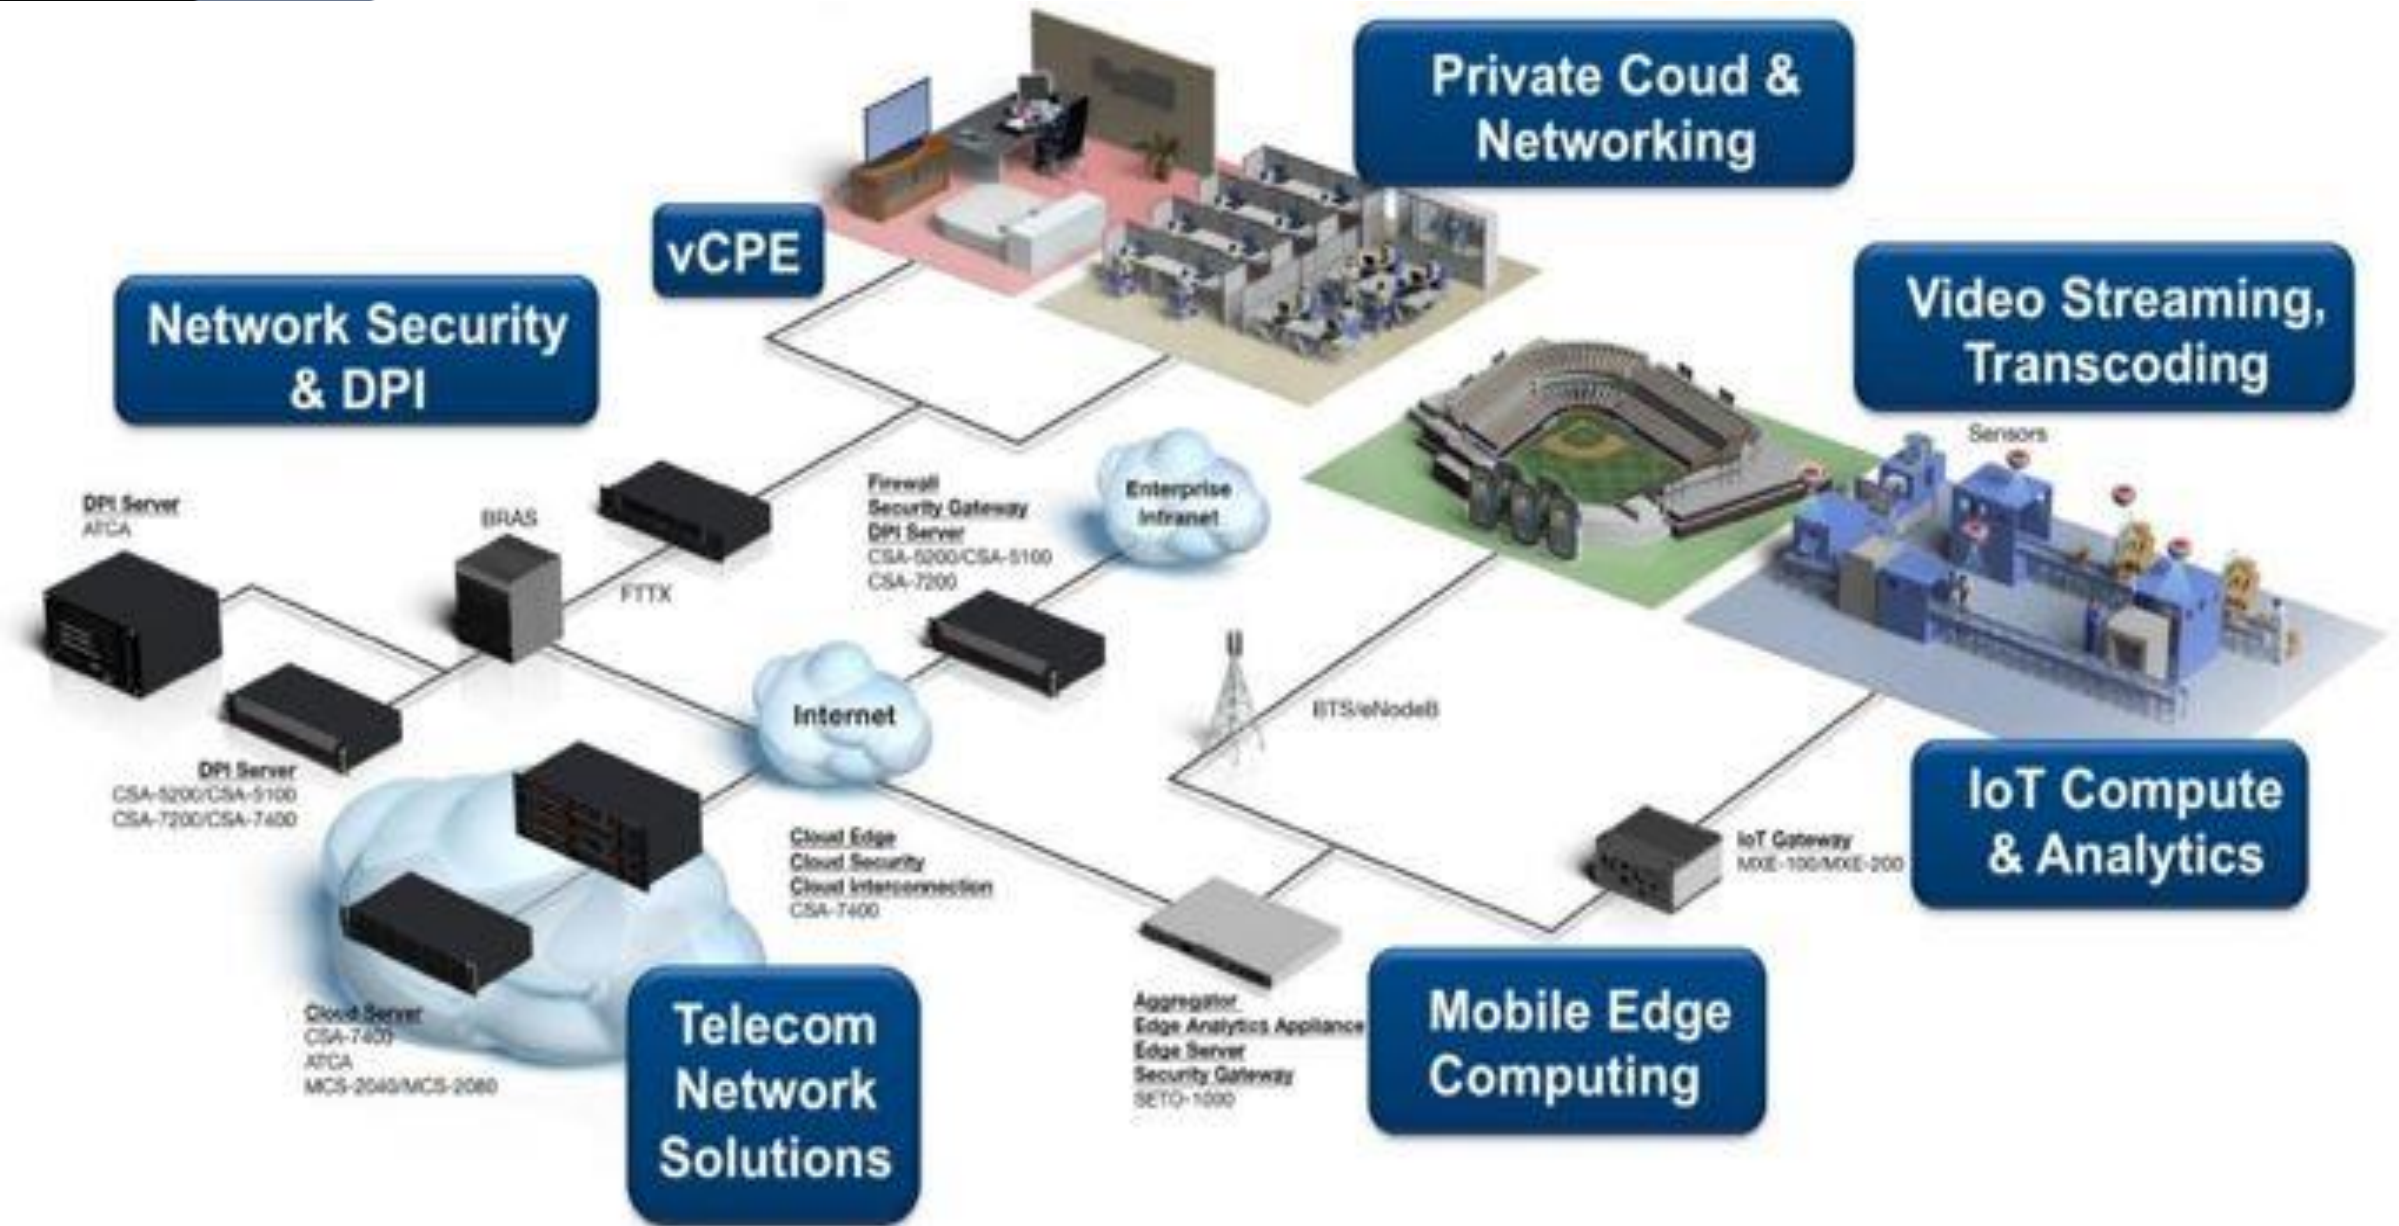 Private Coud &
Networking
vCPE
Video Streaming,
Transcoding
Network Security
& DPI
Sensors
DPI Server
ATCA
BRAS
FTTX
Firewall
Security Gateway
DPI Server
CSA-5200/CSA-5100
CSA-7200
Enterprise
Intranet
Internet
BTS/eNodeB
DPI Server
CSA-5200/CSA-5100
CSA-7200/CSA-7400
Cloud Edge
Cloud Security
Cloud Interconnection
CSA-7400
IoT Gateway
MXE-100/MXE-200
IoT Compute
& Analytics
Cloud Server
CSA-7400
ATCA
MCS-2040/MCS-2080
Telecom
Network
Solutions
Aggregator
Edge Analytics Appliance
Edge Server
Security Gateway
SETO-1000
Mobile Edge
Computing